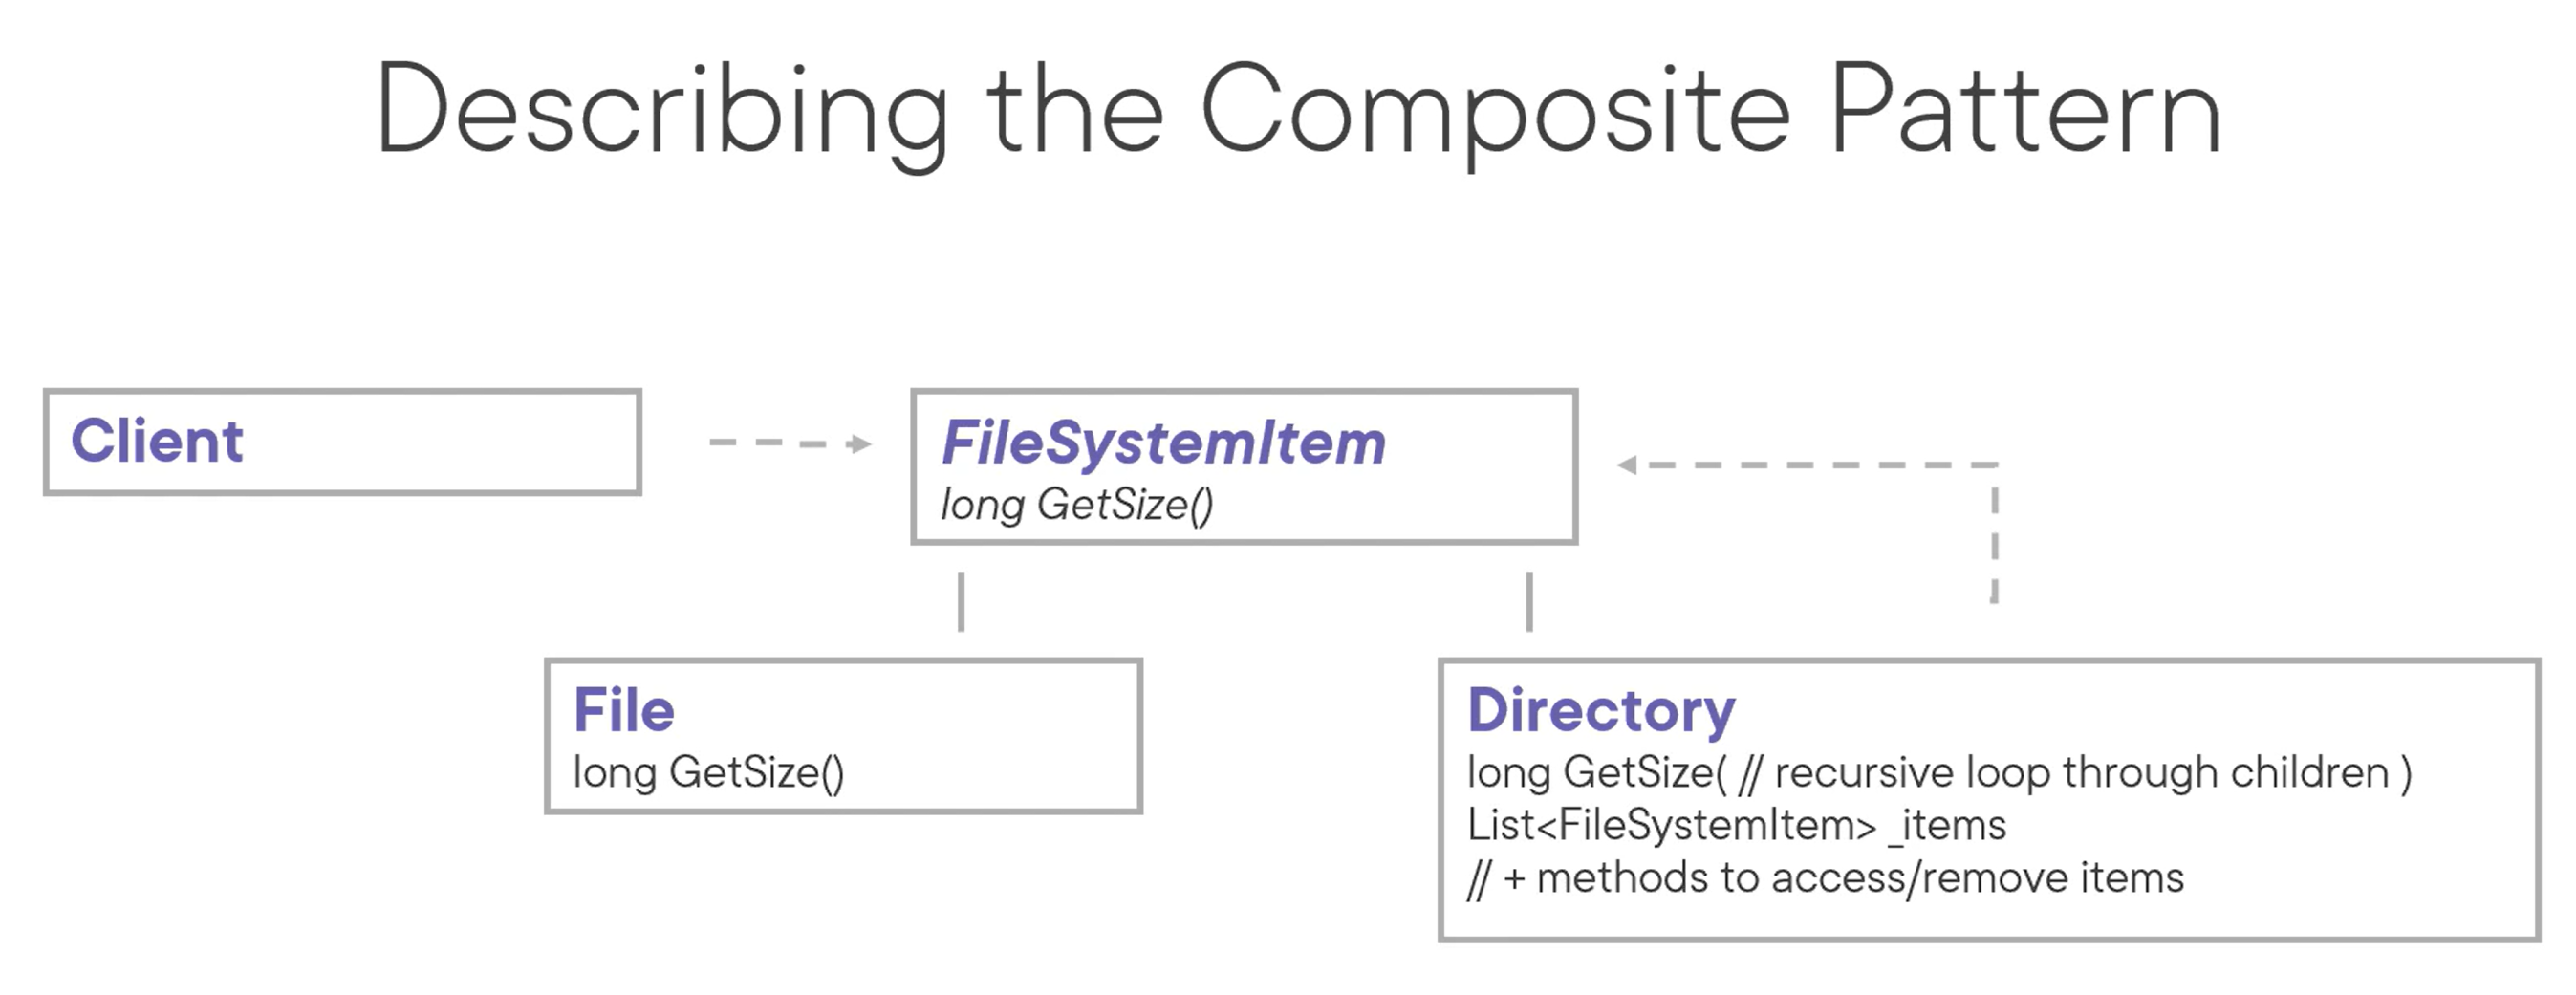 Describing the Composite Pattern
Client
FileSystemItem
long GetSize()
File
long GetSize()
Directory
long GetSize( // recursive loop through children )
List<FileSystemItem> _items
// + methods to access/remove items